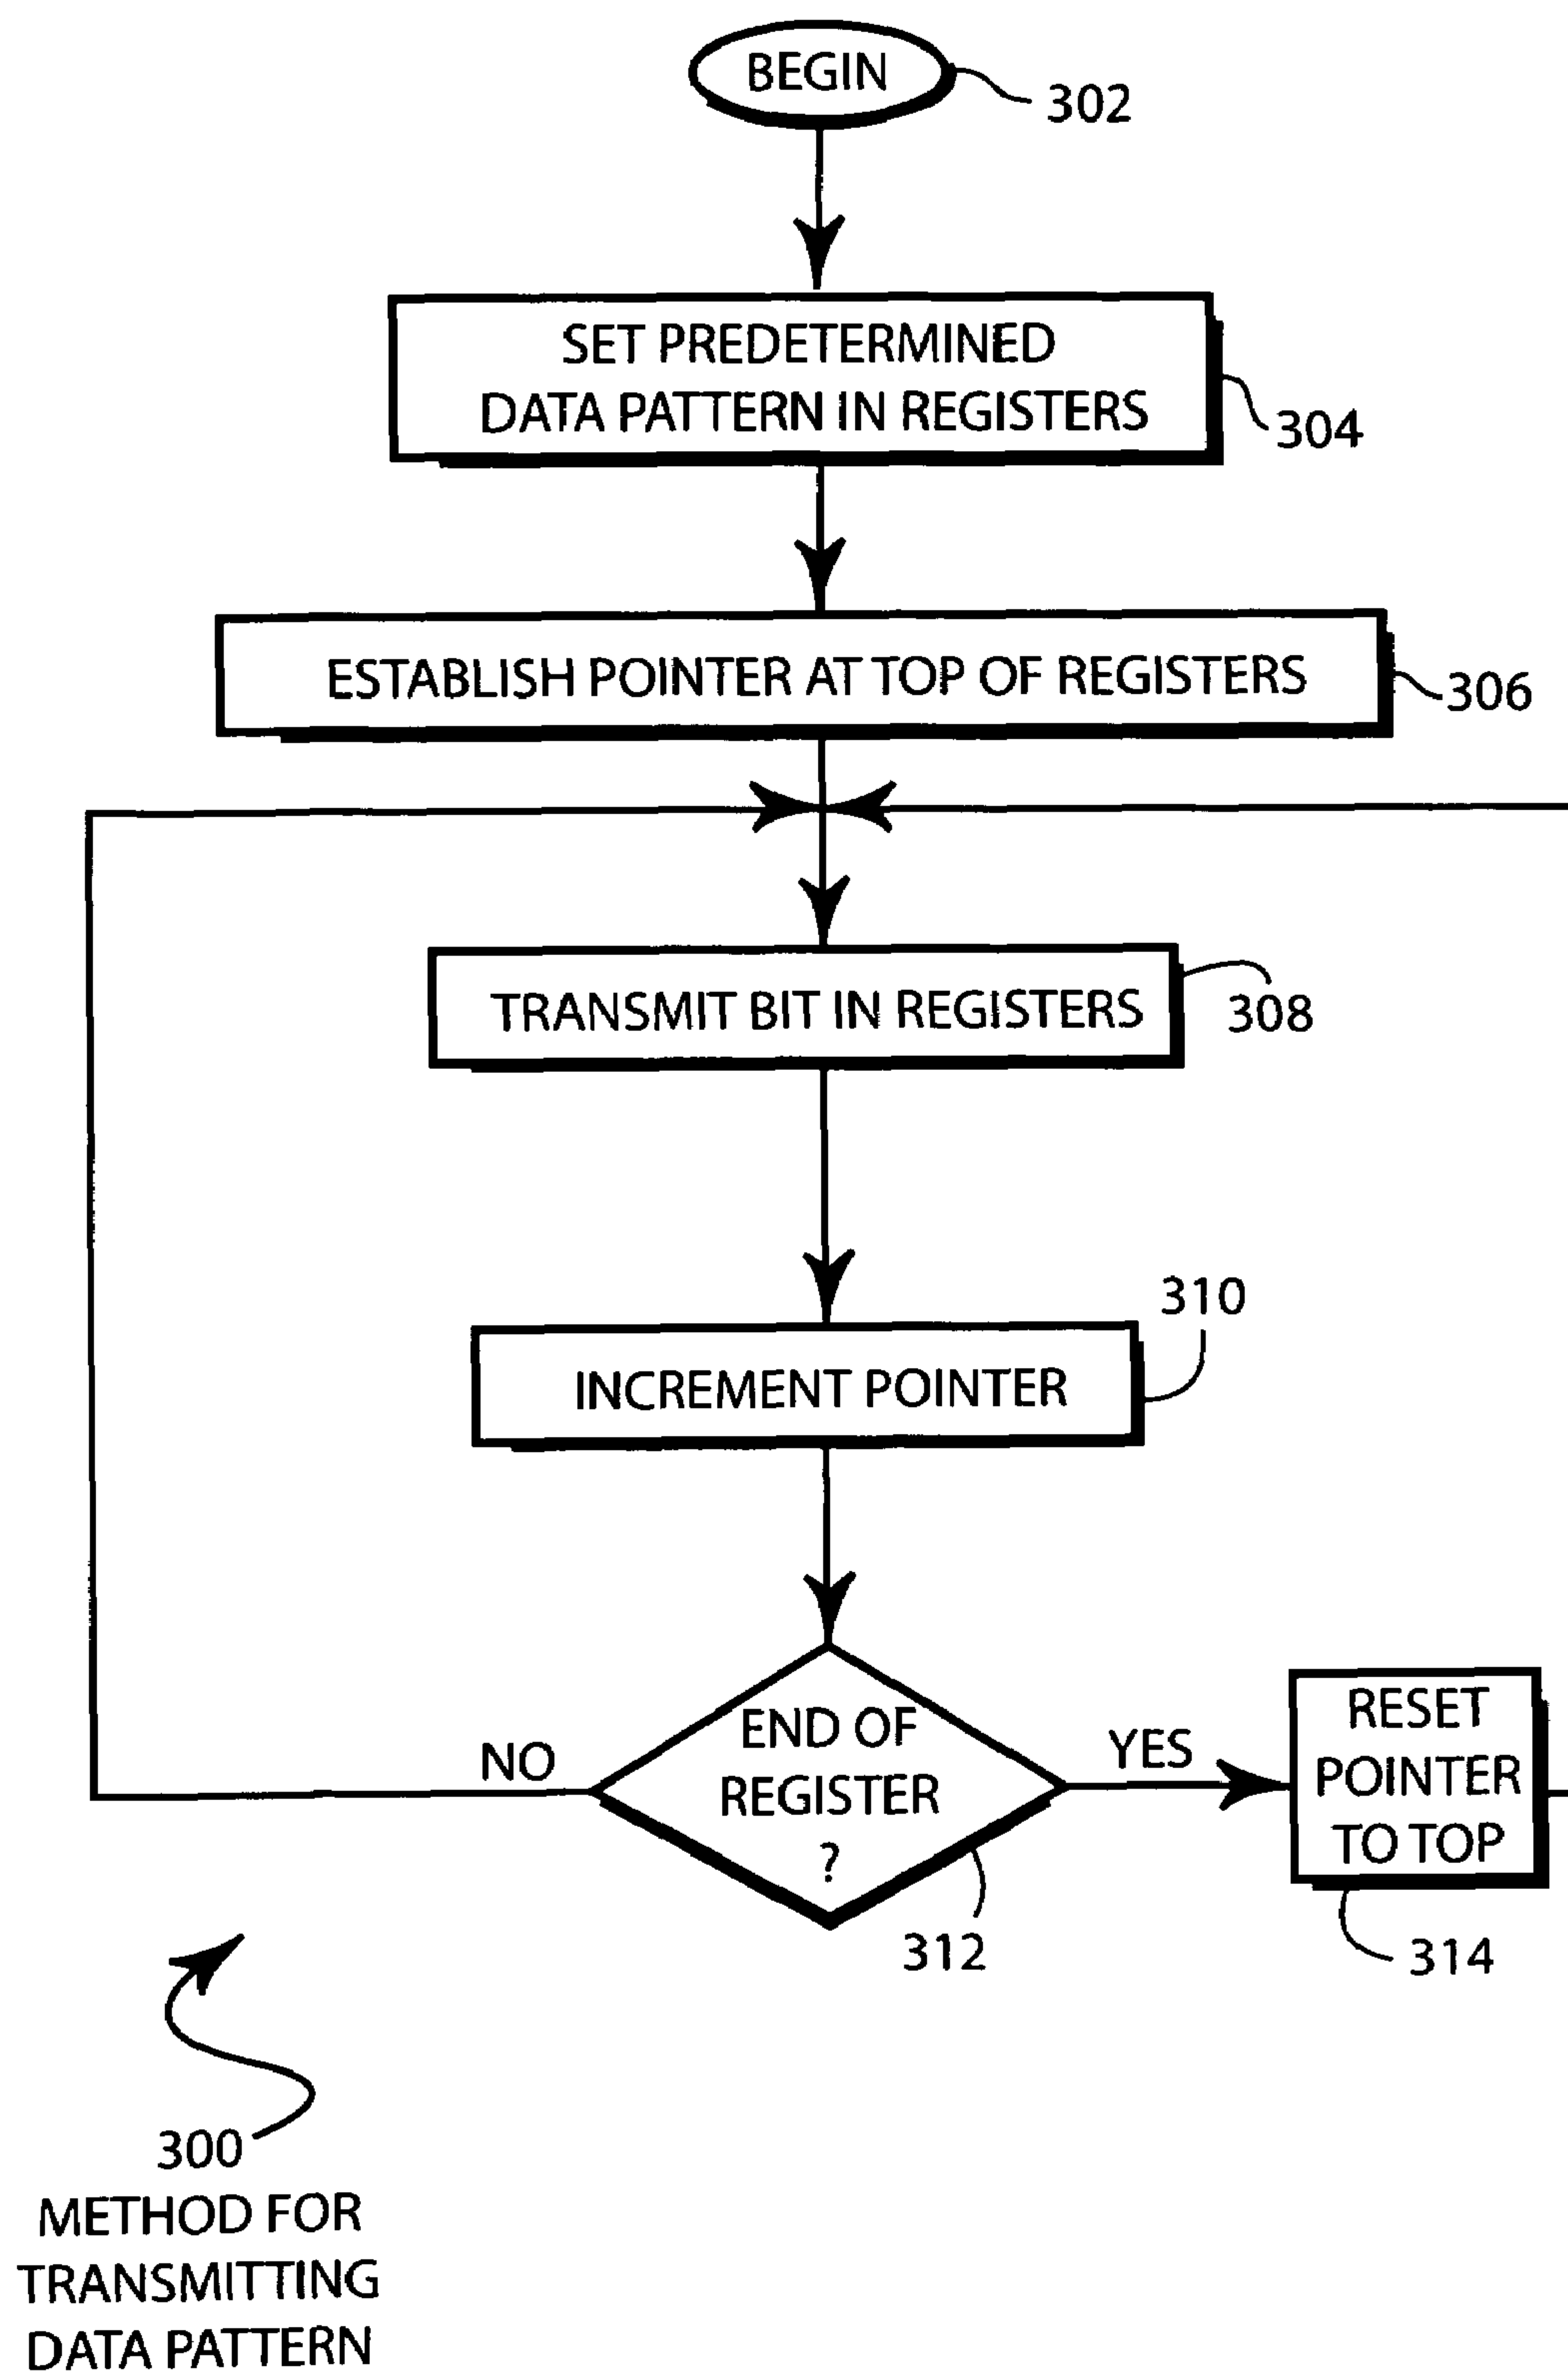 BEGIN
302
SET PREDETERMINED
DATA PATTERN IN REGISTERS
304
ESTABLISH POINTER AT TOP OF REGISTERS
306
TRANSMIT BIT IN REGISTERS
308
310
INCREMENT POINTER
END OF
REGISTER
?
NO
YES
RESET
POINTER
TO TOP
312
314
300
METHOD FOR
TRANSMITTING
DATA PATTERN